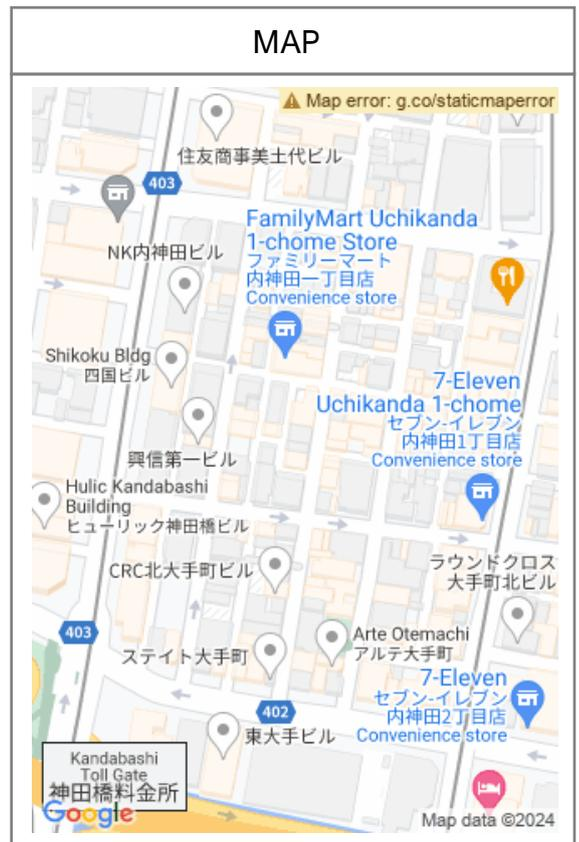 MAP
Map error: g.co/staticmaperror
住友商事美土代ビル
403
FamilyMart Uchikanda
1-chome Store
ファミリーマート
内神田一丁目店
Convenience store
NK内神田ビル
Shikoku Bldg
四国ビル
7-Eleven
Uchikanda 1-chome
セブン-イレブン
内神田1丁目店
Convenience store
興信第一ビル
Hulic Kandabashi
Building
ヒューリック神田橋ビル
CRC北大手町ビル
ラウンドクロス
大手町北ビル
403
Arte Otemachi
アルテ大手町
ステイト大手町
7-Eleven
セブン-イレブン
内神田2丁目店
Convenience store
402
東大手ビル
Kandabashi
Toll Gate
神田橋料金所
Google
Map data ©2024